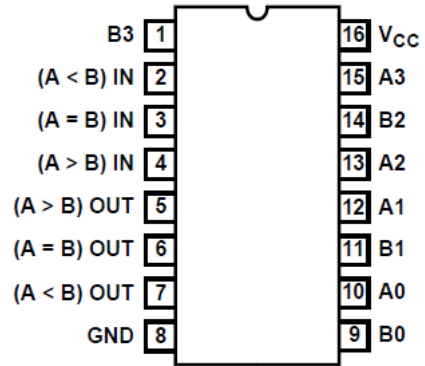 B3 1 16 VCC
(A < B) IN 2 15 A3
(A = B) IN 3 14 B2
(A > B) IN 4 13 A2
(A > B) OUT 5 12 A1
(A = B) OUT 6 11 B1
(A < B) OUT 7 10 A0
GND 8 9 B0